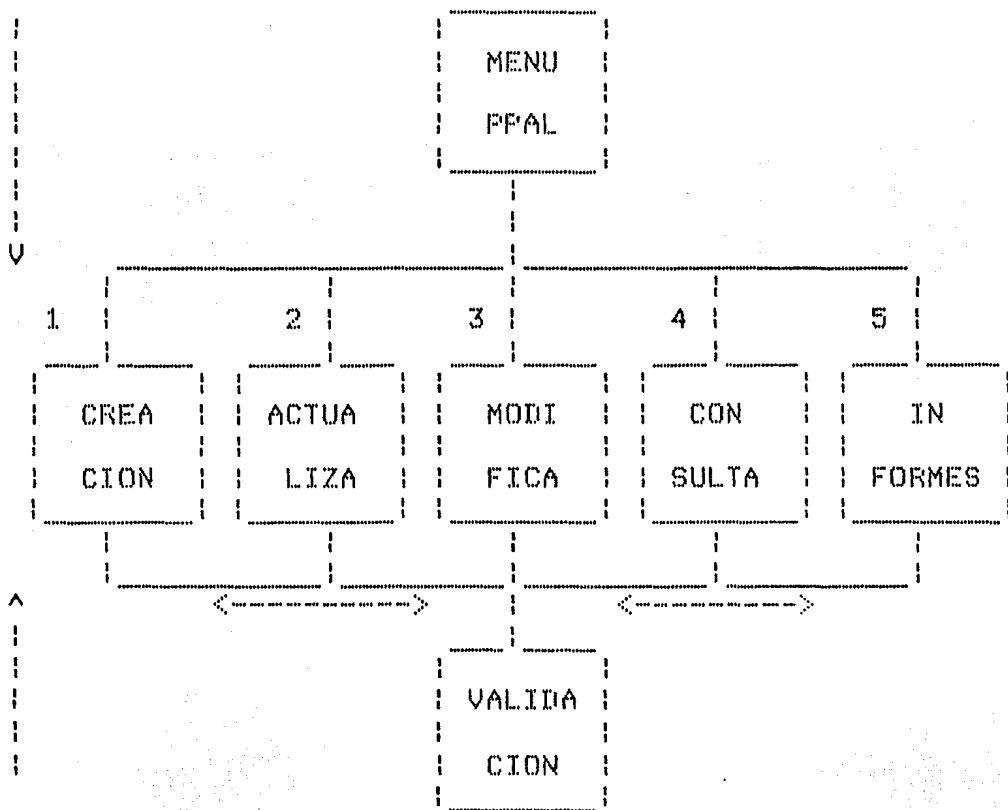 MENU
PPAL
1 2 3 4 5
CREA ACTUA MODI CON IN
CION LIZA FICA SULTA FORMES
VALIDA
CION